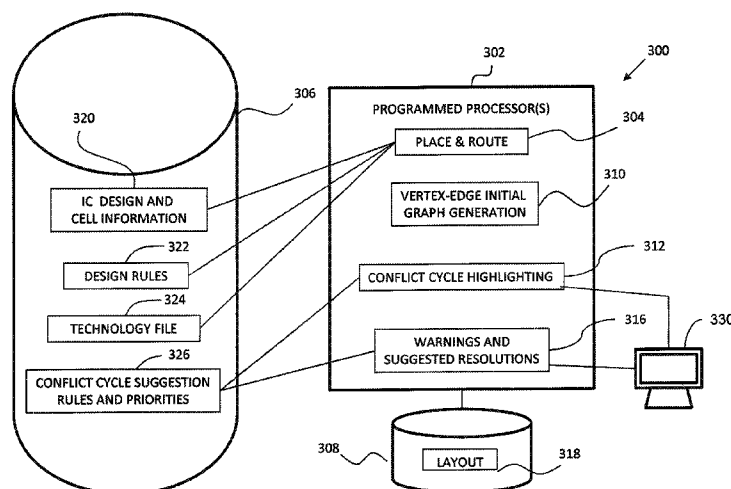 302
300
306
PROGRAMMED PROCESSOR(S)
320
PLACE & ROUTE
304
IC DESIGN AND
CELL INFORMATION
VERTEX-EDGE INITIAL
GRAPH GENERATION
310
322
DESIGN RULES
312
CONFLICT CYCLE HIGHLIGHTING
324
TECHNOLOGY FILE
316
330
326
WARNINGS AND
SUGGESTED RESOLUTIONS
CONFLICT CYCLE SUGGESTION
RULES AND PRIORITIES
308
LAYOUT
318